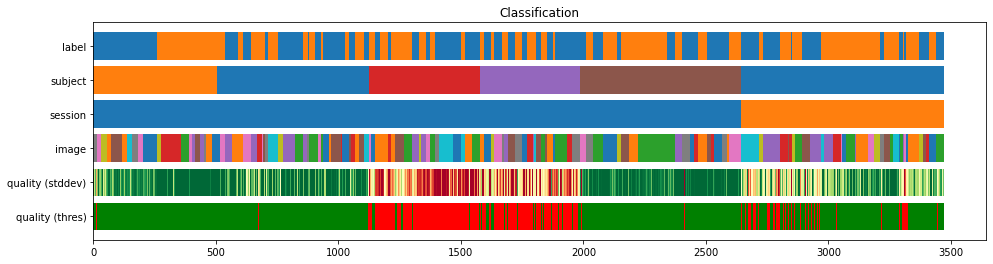 Classification
label
subject
session
image
quality (stddev)
quality (thres)
0 500 1000 1500 2000 2500 3000 3500